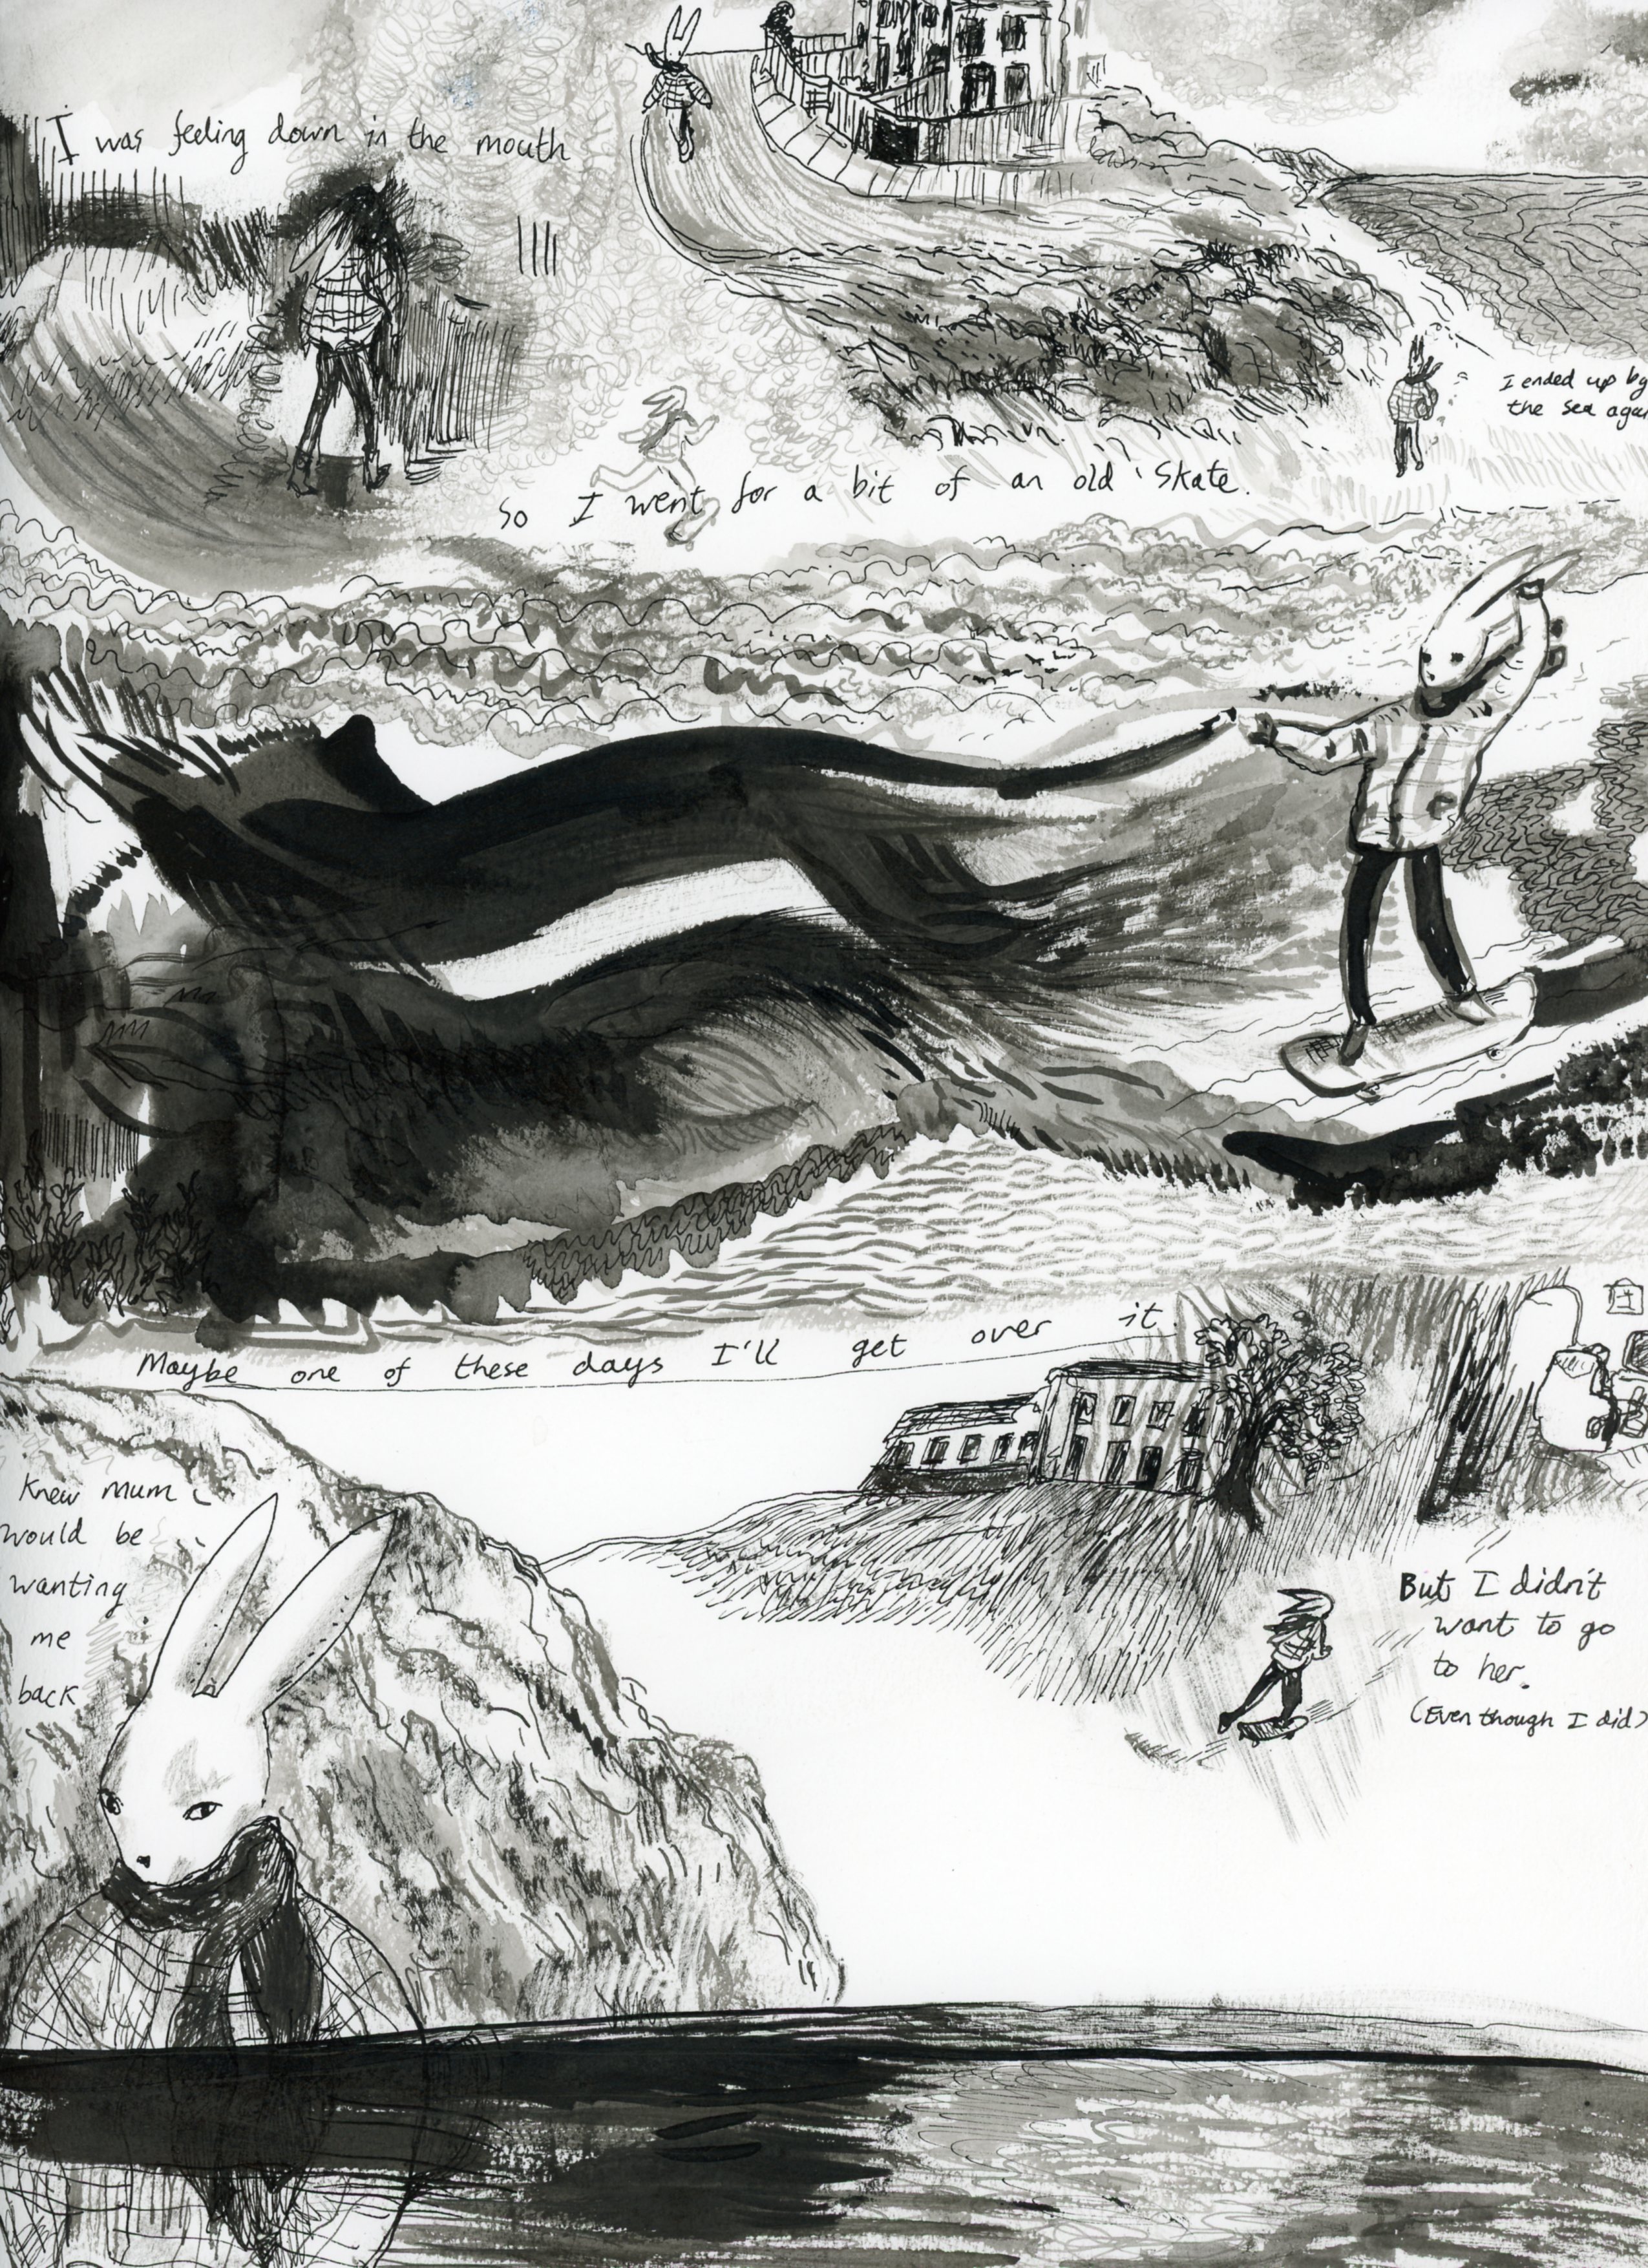 I was feeling down in the mouth
So I went for a bit of an old skate.
I ended up by
the sea again
Maybe one of these days I'll get over it.
Knew mum
would be
wanting
me
back
But I didn't
want to go
to her.
(Even though I did)